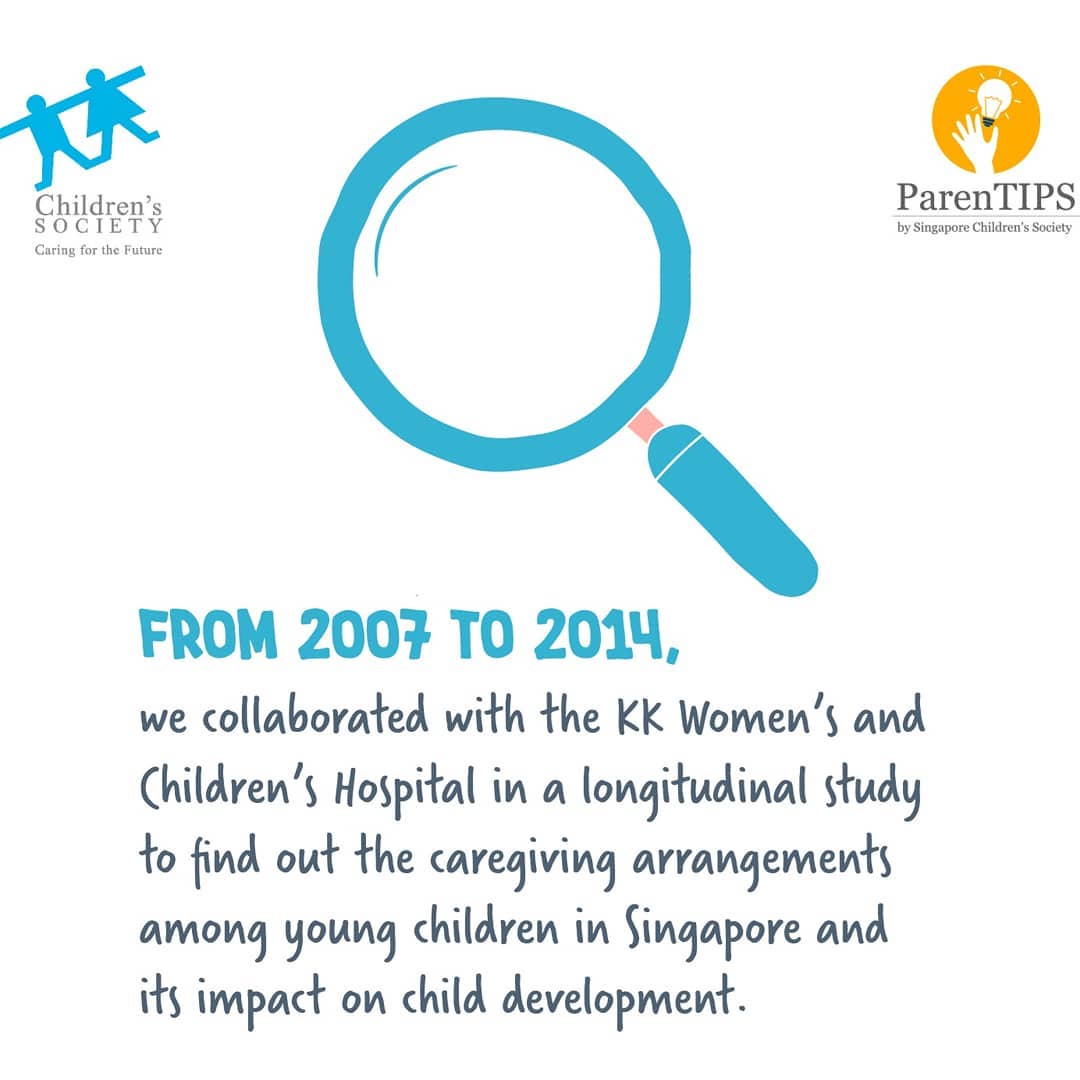 Children's
SOCIETY
Caring for the Future
ParenTIPS
by Singapore Children's Society
FROM 2007 TO 2014,
we collaborated with the KK Women's and
Children's Hospital in a longitudinal study
to find out the caregiving arrangements
among young children in Singapore and
its impact on child development.